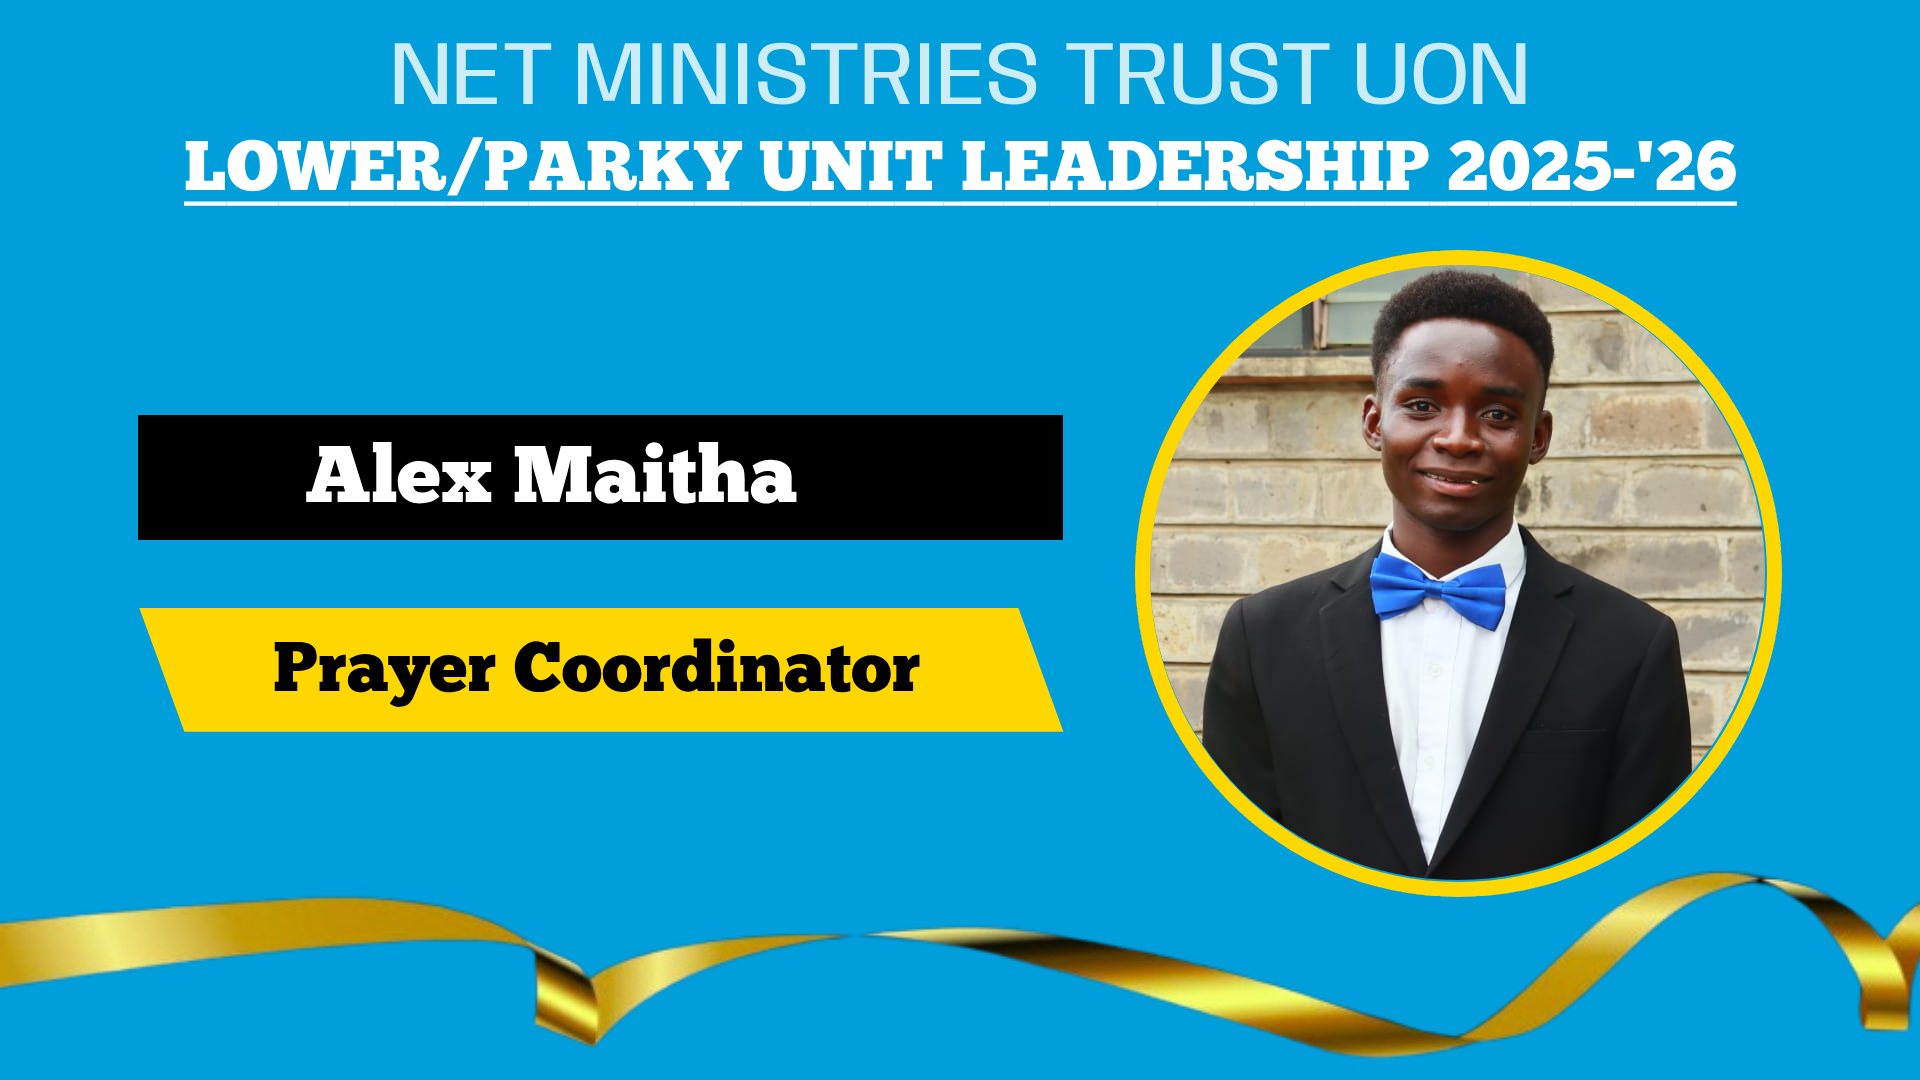 NET MINISTRIES TRUST UON
LOWER/PARKY UNIT LEADERSHIP 2025-'26
Alex Maitha
Prayer Coordinator